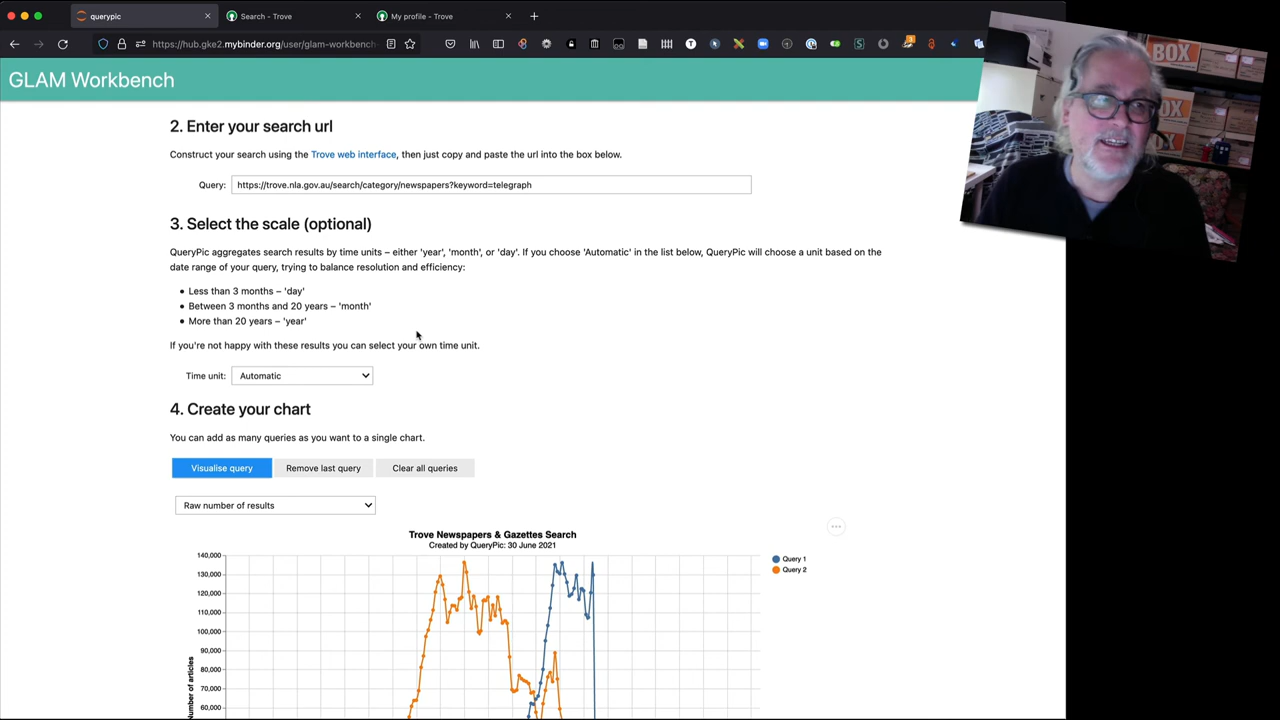 querypic
Search - Trove
My profile - Trove
https://hub.gke2.mybinder.org/user/glam-workbench-
GLAM Workbench
2. Enter your search url
Construct your search using the Trove web interface, then just copy and paste the url into the box below.
Query: https://trove.nla.gov.au/search/category/newspapers?keyword=telegraph
3. Select the scale (optional)
QueryPic aggregates search results by time units – either 'year', 'month', or 'day'. If you choose 'Automatic' in the list below, QueryPic will choose a unit based on the
date range of your query, trying to balance resolution and efficiency:
Less than 3 months – 'day'
Between 3 months and 20 years – 'month'
More than 20 years – 'year'
If you're not happy with these results you can select your own time unit.
Time unit: Automatic
4. Create your chart
You can add as many queries as you want to a single chart.
Visualise query Remove last query Clear all queries
Raw number of results
Trove Newspapers & Gazettes Search
Created by QueryPic: 30 June 2021
140,000
130,000
120,000
110,000
100,000
90,000
80,000
70,000
60,000
Number of articles
Query 1
Query 2
BOX